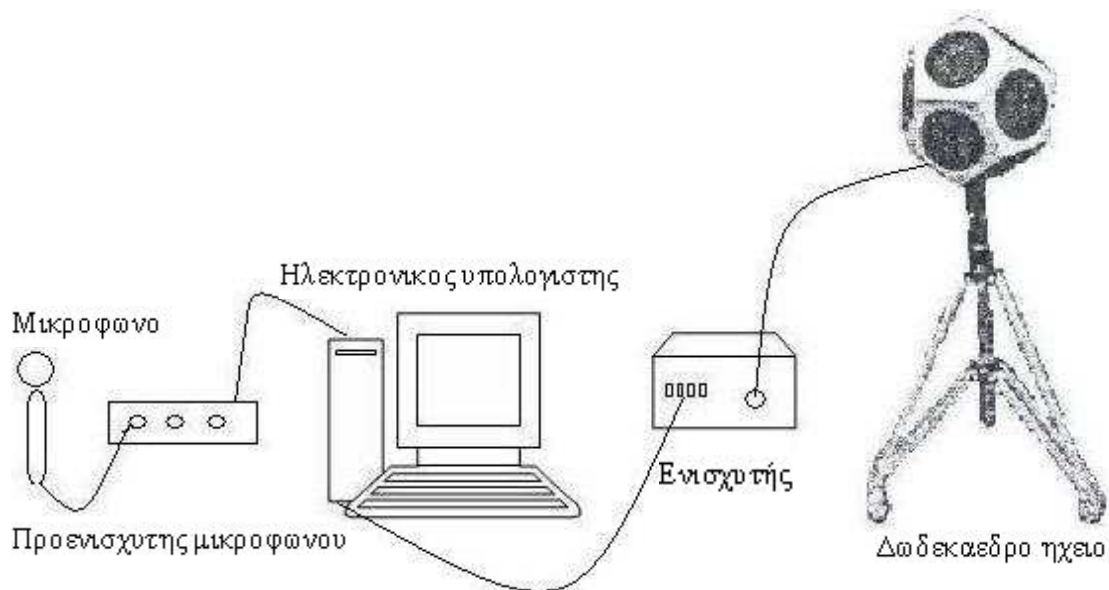 Ηλεκτρονικος υπολογιστης
Μικροφωνο
Ενισχυτής
Προενισχυτης μικροφωνου
Δωδεκαεδρο ηχειο